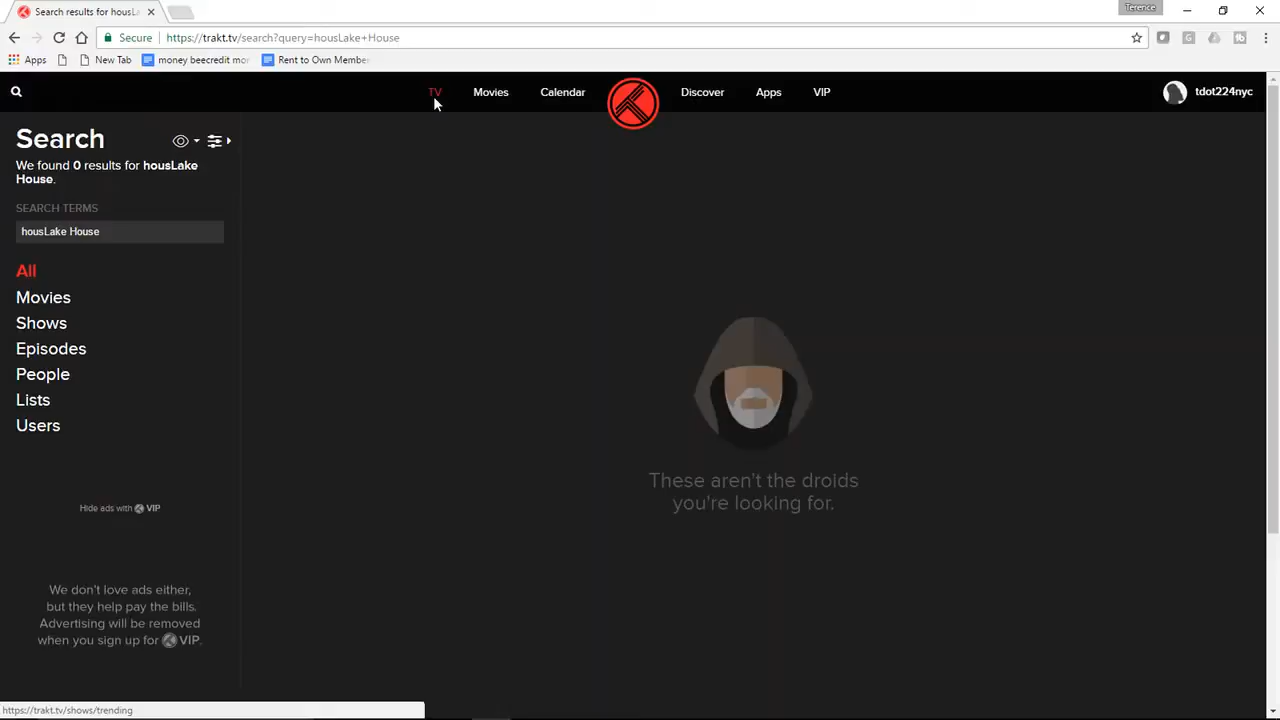 Search results for housL
Terence
Secure
https://trakt.tv/search?query=housLake+House
Apps
New Tab
money beecredit mor
Rent to Own Membe
TV
Movies
Calendar
Discover
Apps
VIP
tdot224nyc
Search
We found 0 results for housLake
House.
SEARCH TERMS
housLake House
All
Movies
Shows
Episodes
People
Lists
Users
Hide ads with VIP
We don't love ads either,
but they help pay the bills.
Advertising will be removed
when you sign up for VIP.
These aren't the droids
you're looking for.
https://trakt.tv/shows/trending